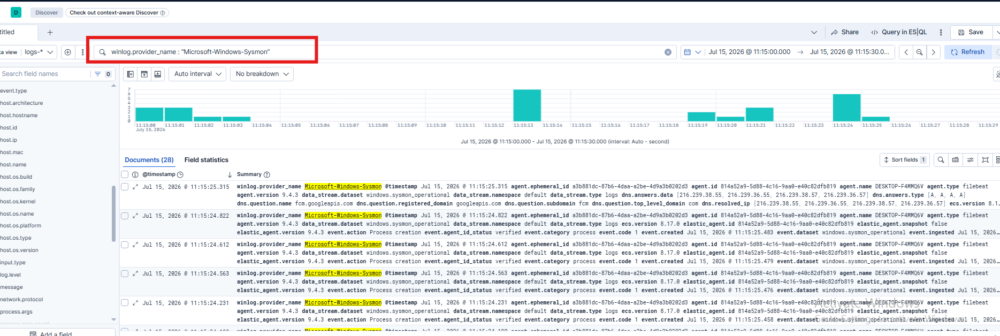 D Discover Check out context-aware Discover
titled +
ta view logs-* winlog.provider_name : "Microsoft-Windows-Sysmon" Jul 15, 2026 @ 11:15:00.000 → Jul 15, 2026 @ 11:15:30.0... Refresh
Share Query in ES|QL Save
Search field names 0
event.type
host.architecture
host.hostname
host.id
host.ip
host.mac
host.name
host.os.build
host.os.family
host.os.kernel
host.os.name
host.os.platform
host.os.type
host.os.version
input.type
log.level
message
network.protocol
process.args
Add a field
Auto interval No breakdown
7
6
5
4
3
2
1
0
11:15:00 11:15:01 11:15:02 11:15:03 11:15:04 11:15:05 11:15:06 11:15:07 11:15:08 11:15:09 11:15:10 11:15:11 11:15:12 11:15:13 11:15:14 11:15:15 11:15:16 11:15:17 11:15:18 11:15:19 11:15:20 11:15:21 11:15:22 11:15:23 11:15:24 11:15:25 11:15:26 11:15:27 11:15:28 11:15:29
July 15, 2026
Jul 15, 2026 @ 11:15:00.000 - Jul 15, 2026 @ 11:15:30.000 (interval: Auto - second)
Documents (28) Field statistics Sort fields 1
@timestamp Summary
Jul 15, 2026 @ 11:15:25.315 winlog.provider_name Microsoft-Windows-Sysmon @timestamp Jul 15, 2026 @ 11:15:25.315 agent.ephemeral_id a3b881dc-87b6-4daa-a2be-4d9a3b0202d3 agent.id 814a52a9-5d88-4c16-9aa0-e40c82dfb819 agent.name DESKTOP-F4MMQ6V agent.type filebeat
agent.version 9.4.3 data_stream.dataset windows.sysmon_operational data_stream.namespace default data_stream.type logs dns.answers.data [216.239.38.55, 216.239.36.55, 216.239.38.57, 216.239.36.57] dns.answers.type [A, A, A, A]
dns.question.name fcm.googleapis.com dns.question.registered_domain googleapis.com dns.question.subdomain fcm dns.question.top_level_domain com dns.resolved_ip [216.239.38.55, 216.239.36.55, 216.239.38.57, 216.239.36.57] ecs.version 8.1...
Jul 15, 2026 @ 11:15:24.822 winlog.provider_name Microsoft-Windows-Sysmon @timestamp Jul 15, 2026 @ 11:15:24.822 agent.ephemeral_id a3b881dc-87b6-4daa-a2be-4d9a3b0202d3 agent.id 814a52a9-5d88-4c16-9aa0-e40c82dfb819 agent.name DESKTOP-F4MMQ6V agent.type filebeat
agent.version 9.4.3 data_stream.dataset windows.sysmon_operational data_stream.namespace default data_stream.type logs ecs.version 8.17.0 elastic_agent.id 814a52a9-5d88-4c16-9aa0-e40c82dfb819 elastic_agent.snapshot false
elastic_agent.version 9.4.3 event.action Process creation event.agent_id_status verified event.category process event.code 1 event.created Jul 15, 2026 @ 11:15:25.483 event.dataset windows.sysmon_operational event.ingested Jul 15, 2026...
Jul 15, 2026 @ 11:15:24.612 winlog.provider_name Microsoft-Windows-Sysmon @timestamp Jul 15, 2026 @ 11:15:24.612 agent.ephemeral_id a3b881dc-87b6-4daa-a2be-4d9a3b0202d3 agent.id 814a52a9-5d88-4c16-9aa0-e40c82dfb819 agent.name DESKTOP-F4MMQ6V agent.type filebeat
agent.version 9.4.3 data_stream.dataset windows.sysmon_operational data_stream.namespace default data_stream.type logs ecs.version 8.17.0 elastic_agent.id 814a52a9-5d88-4c16-9aa0-e40c82dfb819 elastic_agent.snapshot false
elastic_agent.version 9.4.3 event.action Process creation event.agent_id_status verified event.category process event.code 1 event.created Jul 15, 2026 @ 11:15:25.479 event.dataset windows.sysmon_operational event.ingested Jul 15, 2026...
Jul 15, 2026 @ 11:15:24.563 winlog.provider_name Microsoft-Windows-Sysmon @timestamp Jul 15, 2026 @ 11:15:24.563 agent.ephemeral_id a3b881dc-87b6-4daa-a2be-4d9a3b0202d3 agent.id 814a52a9-5d88-4c16-9aa0-e40c82dfb819 agent.name DESKTOP-F4MMQ6V agent.type filebeat
agent.version 9.4.3 data_stream.dataset windows.sysmon_operational data_stream.namespace default data_stream.type logs ecs.version 8.17.0 elastic_agent.id 814a52a9-5d88-4c16-9aa0-e40c82dfb819 elastic_agent.snapshot false
elastic_agent.version 9.4.3 event.action Process creation event.agent_id_status verified event.category process event.code 1 event.created Jul 15, 2026 @ 11:15:25.476 event.dataset windows.sysmon_operational event.ingested Jul 15, 2026...
Jul 15, 2026 @ 11:15:24.231 winlog.provider_name Microsoft-Windows-Sysmon @timestamp Jul 15, 2026 @ 11:15:24.231 agent.ephemeral_id a3b881dc-87b6-4daa-a2be-4d9a3b0202d3 agent.id 814a52a9-5d88-4c16-9aa0-e40c82dfb819 agent.name DESKTOP-F4MMQ6V agent.type filebeat
agent.version 9.4.3 data_stream.dataset windows.sysmon_operational data_stream.namespace default data_stream.type logs ecs.version 8.17.0 elastic_agent.id 814a52a9-5d88-4c16-9aa0-e40c82dfb819 elastic_agent.snapshot false
elastic_agent.version 9.4.3 event.action Process creation event.agent_id_status verified event.category process event.code 1 event.created Jul 15, 2026 @ 11:15:25.458 event.dataset windows.sysmon_operational event.ingested Jul 15, 2026...
Activate Windows
Go to Settings to activate Windows.